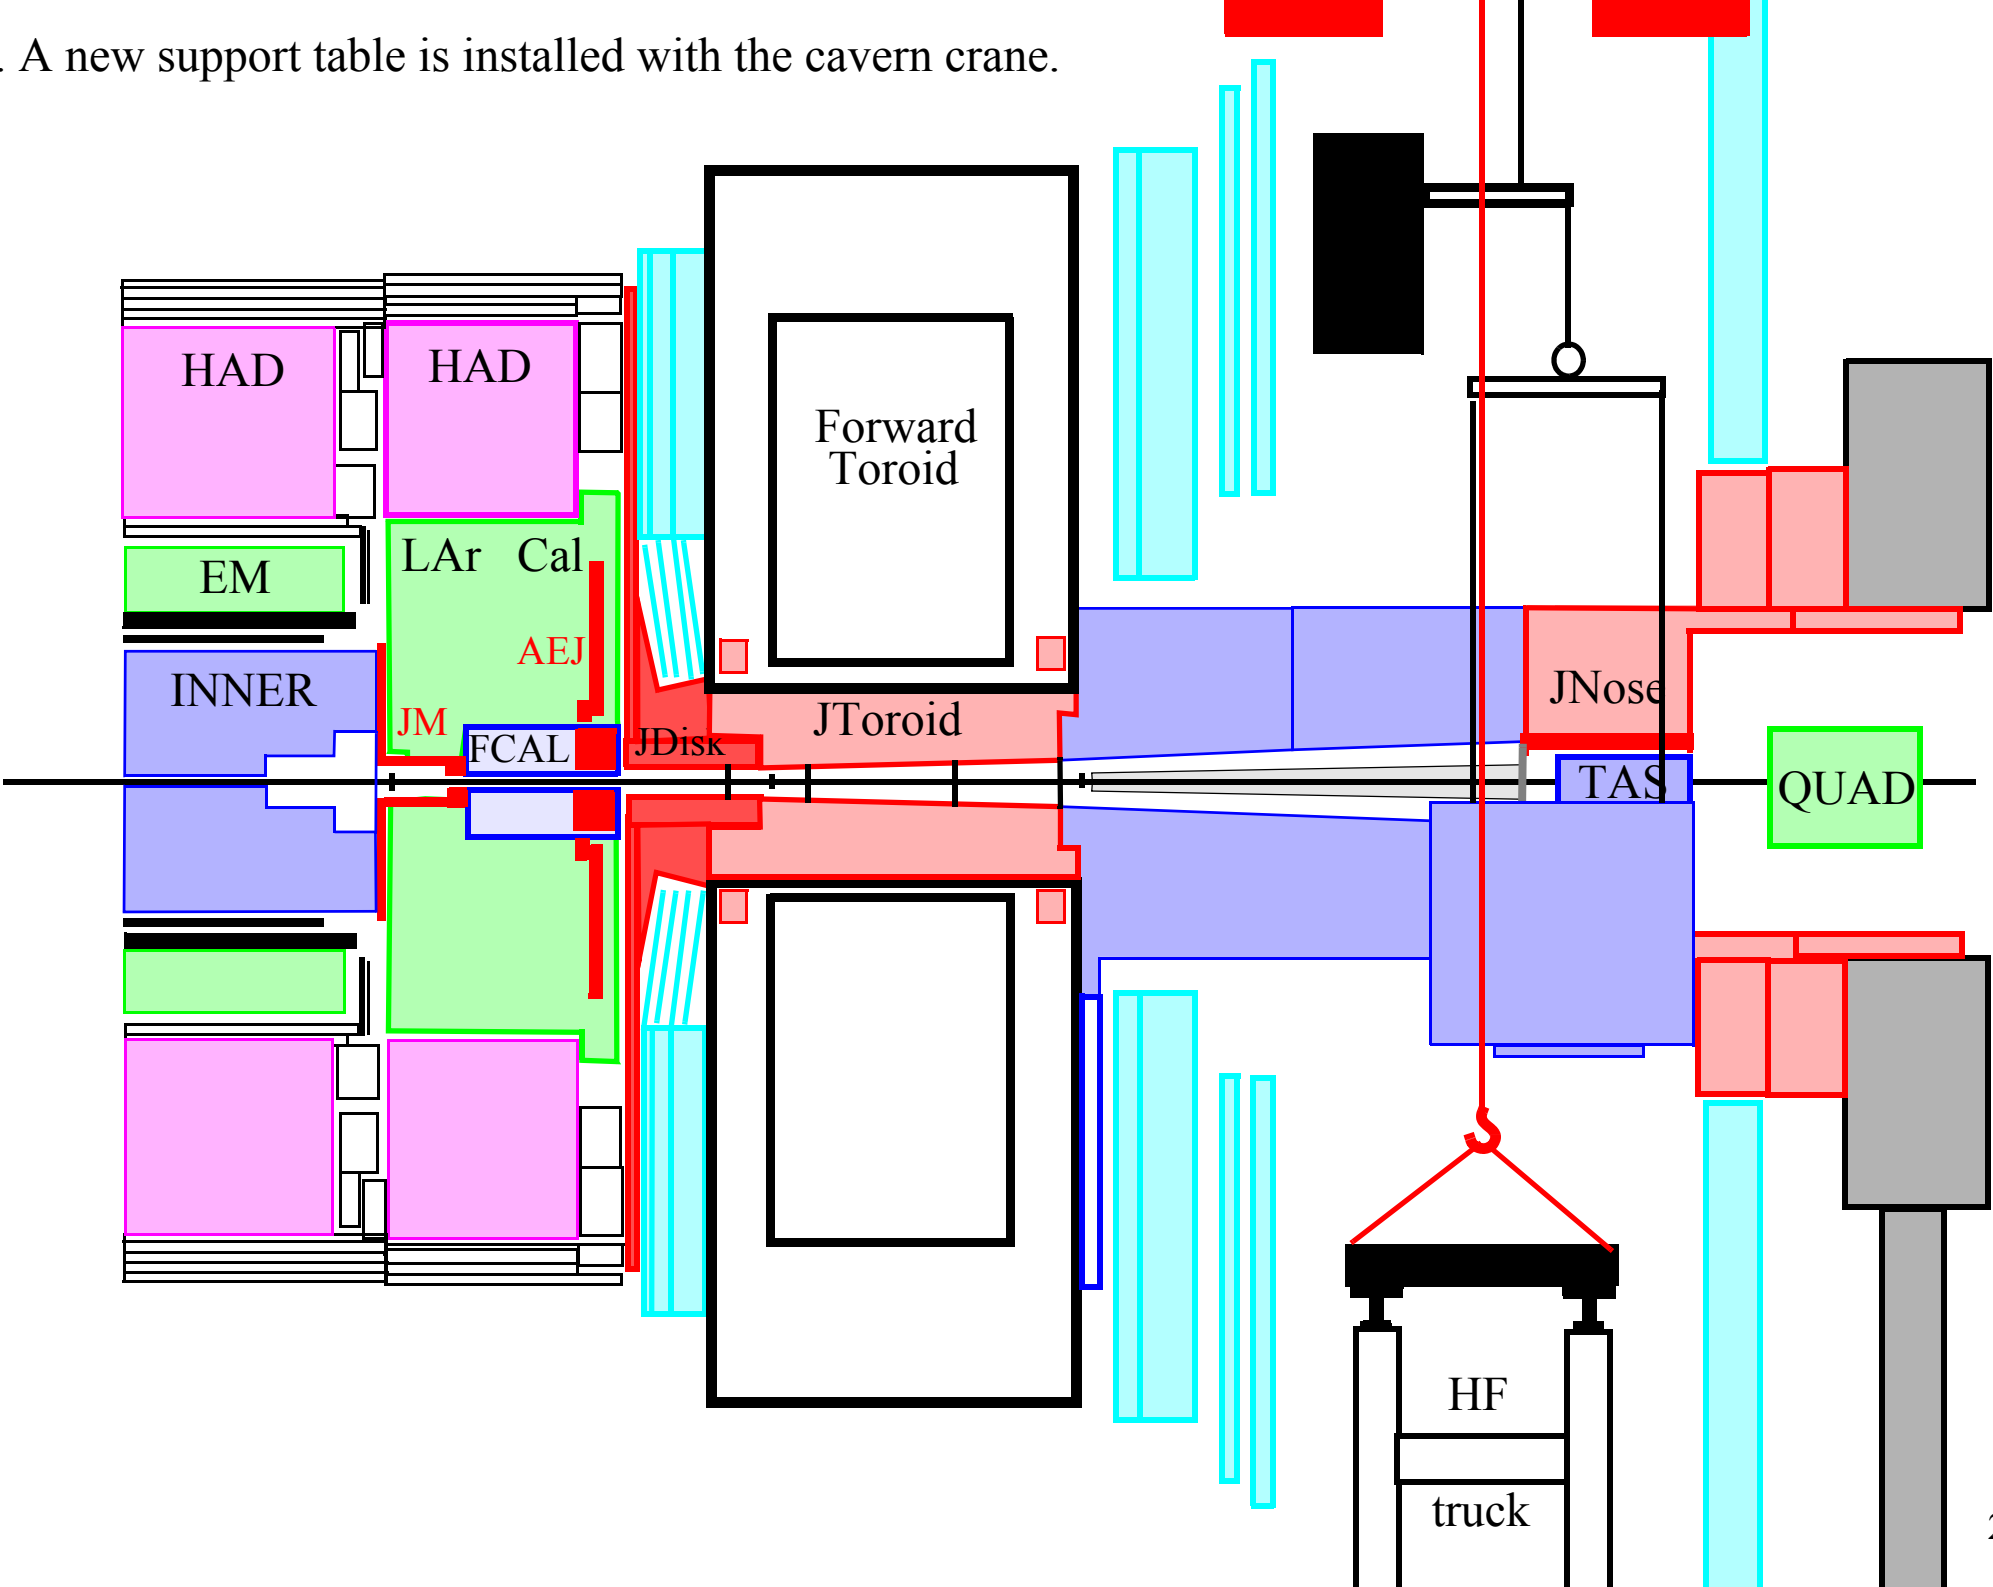 . A new support table is installed with the cavern crane.
HAD
HAD
Forward
Toroid
LAr Cal
EM
AEJ
INNER
JM
JNose
JToroid
FCAL
JDisk
TAS
QUAD
HF
truck